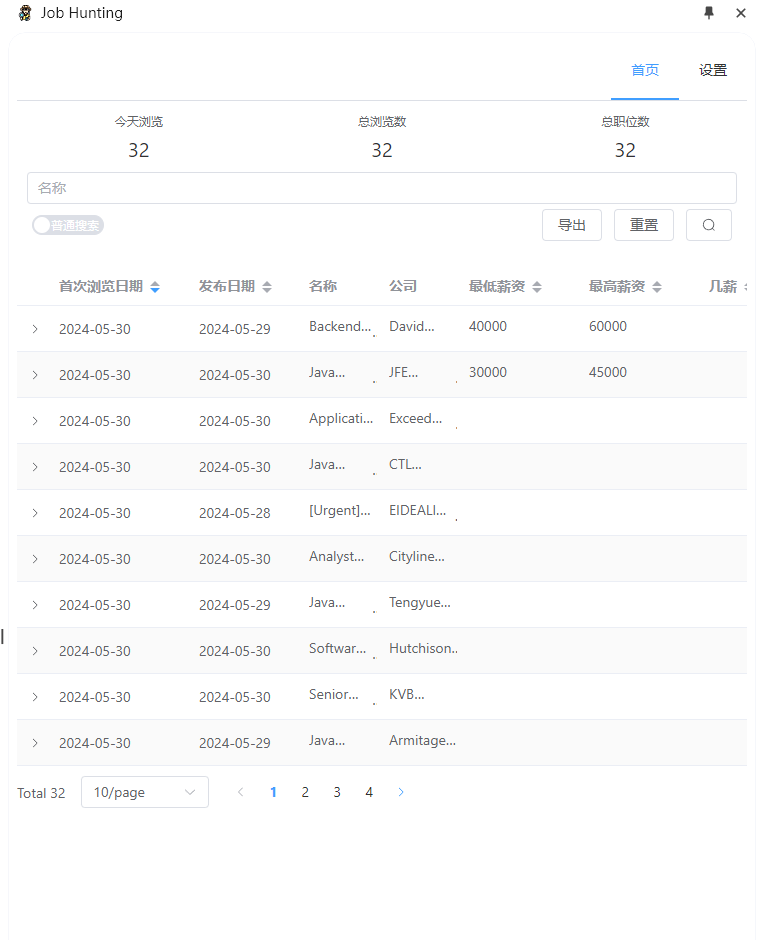 Job Hunting
首页 设置
今天浏览 总浏览数 总职位数
32 32 32
名称
普通搜索 导出 重置
首次浏览日期 发布日期 名称 公司 最低薪资 最高薪资 几薪
2024-05-30 2024-05-29 Backend... David... 40000 60000
2024-05-30 2024-05-30 Java... JFE... 30000 45000
2024-05-30 2024-05-30 Applicati... Exceed...
2024-05-30 2024-05-30 Java... CTL...
2024-05-30 2024-05-28 [Urgent]... EIDEALI...
2024-05-30 2024-05-30 Analyst... Cityline...
2024-05-30 2024-05-29 Java... Tengyue...
2024-05-30 2024-05-30 Softwar... Hutchison..
2024-05-30 2024-05-30 Senior... KVB...
2024-05-30 2024-05-29 Java... Armitage...
Total 32 10/page 1 2 3 4